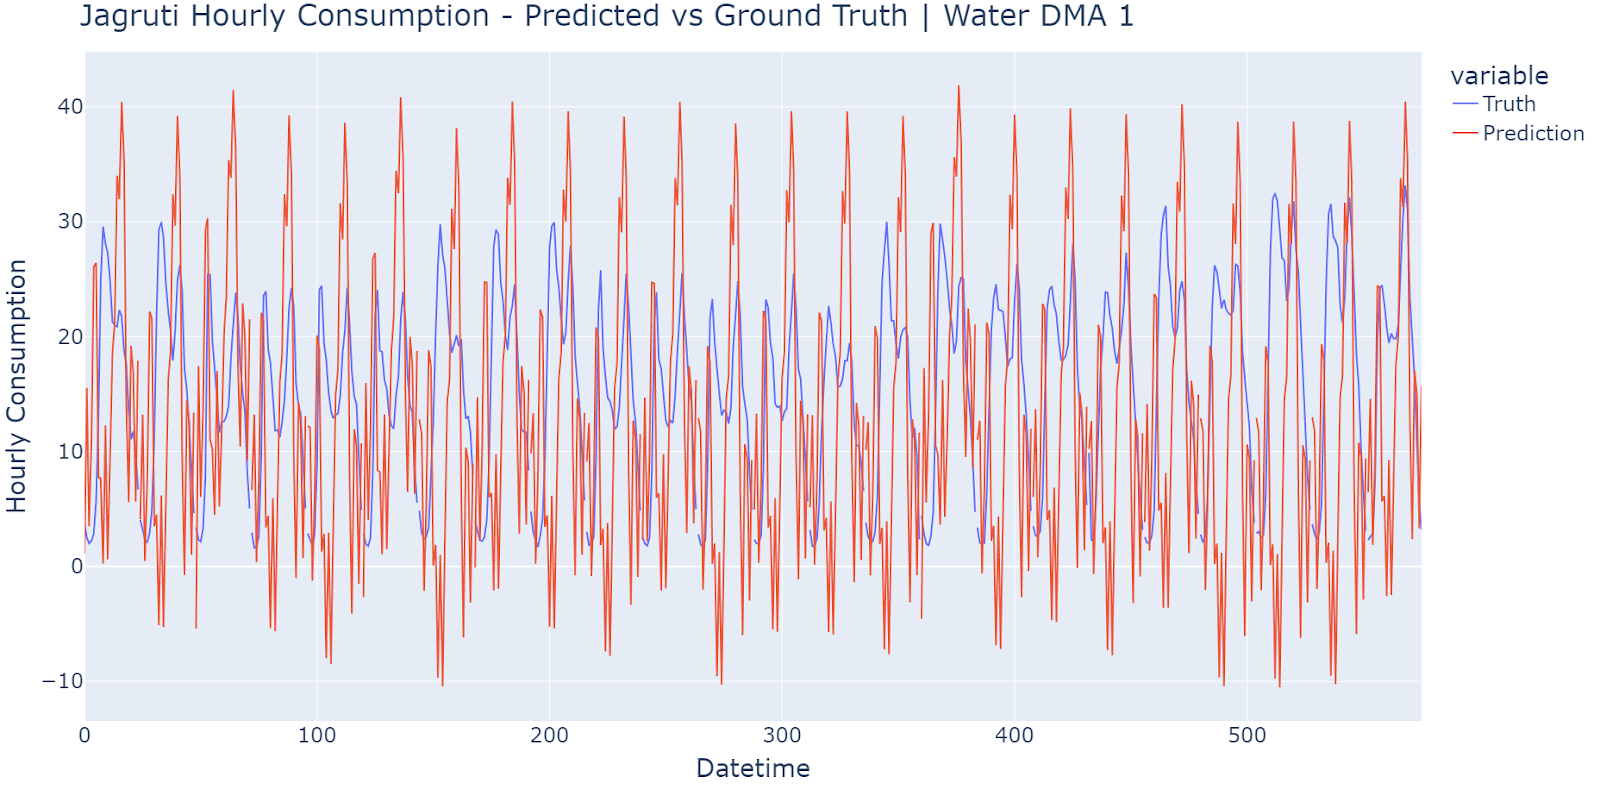 Jagruti Hourly Consumption - Predicted vs Ground Truth | Water DMA 1
variable
Truth
Prediction
Hourly Consumption
40
30
20
10
0
−10
0 100 200 300 400 500
Datetime